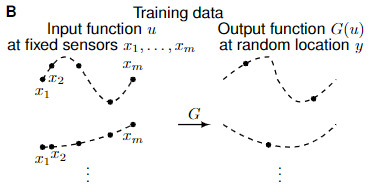 B
Training data
Input function u
at fixed sensors x₁, . . . , xₘ
Output function G(u)
at random location y
xₘ
x₂
x₁
G
xₘ
x₁x₂
⋮
⋮